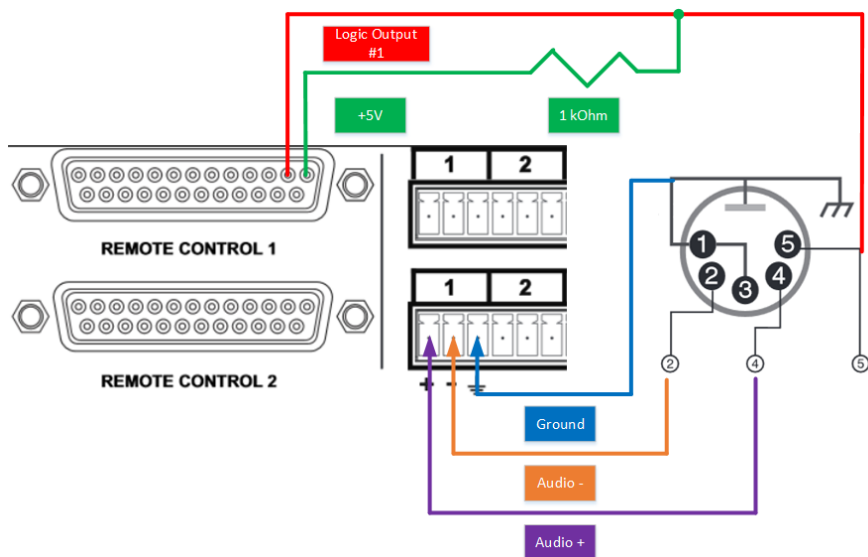 Logic Output
#1
+5V
1 kOhm
1 2
REMOTE CONTROL 1
1 2
REMOTE CONTROL 2
+ -
1 5
2 4
3
2 4 5
Ground
Audio -
Audio +